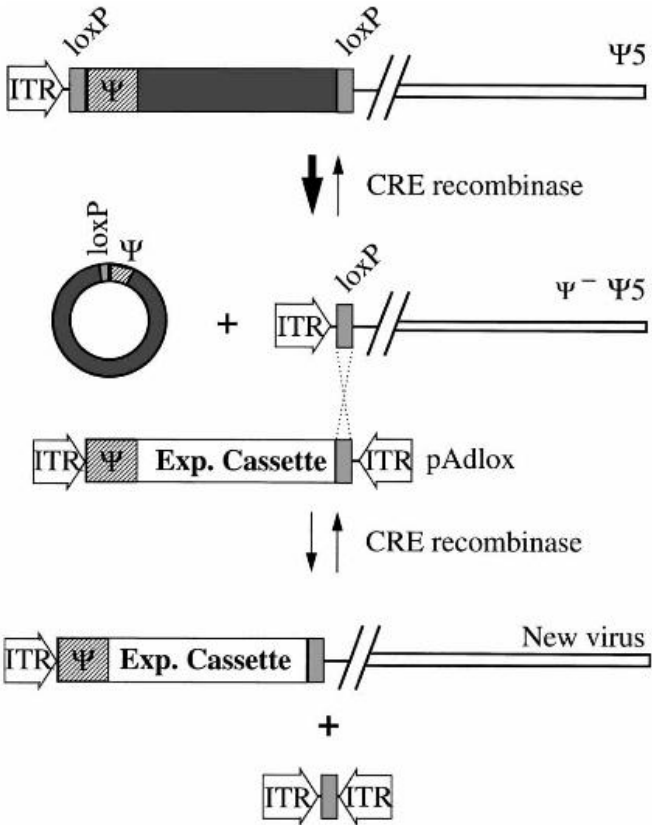 loxP loxP
ITR Ψ Ψ5
CRE recombinase
loxP Ψ loxP
+ ITR Ψ⁻ Ψ5
ITR Ψ Exp. Cassette ITR pAdlox
CRE recombinase
ITR Ψ Exp. Cassette New virus
+
ITR ITR